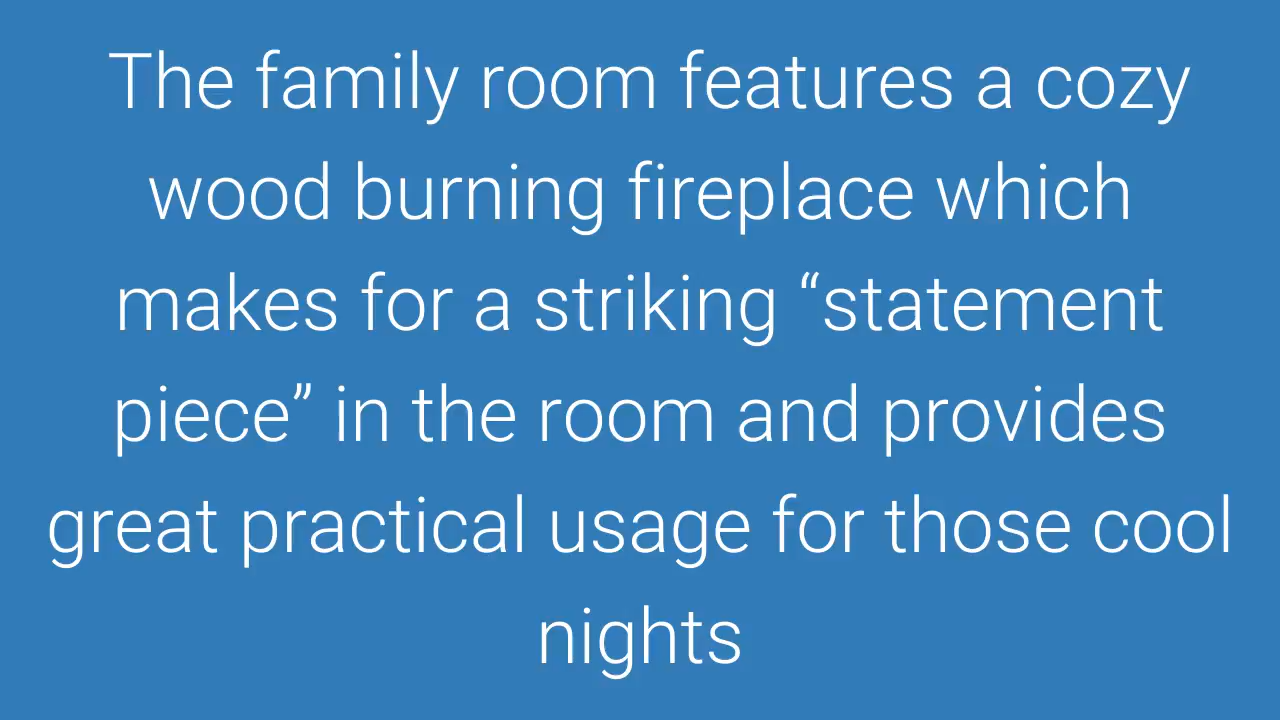 The family room features a cozy
wood burning fireplace which
makes for a striking “statement
piece” in the room and provides
great practical usage for those cool
nights